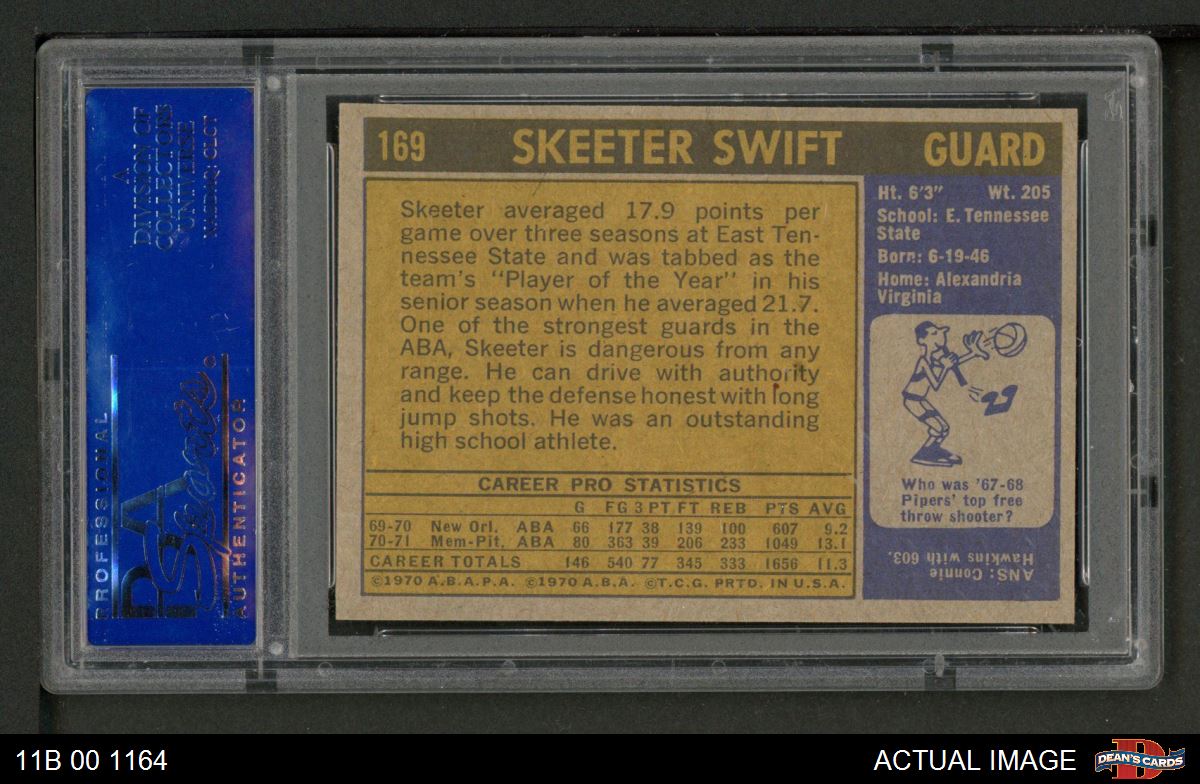 A
DIVISION OF
COLLECTORS
UNIVERSE
NASDAQ: CLCT
PROFESSIONAL
PSA
Sports
AUTHENTICATOR
169 SKEETER SWIFT GUARD
Skeeter averaged 17.9 points per
game over three seasons at East Ten-
nessee State and was tabbed as the
team's "Player of the Year" in his
senior season when he averaged 21.7.
One of the strongest guards in the
ABA, Skeeter is dangerous from any
range. He can drive with authority
and keep the defense honest with long
jump shots. He was an outstanding
high school athlete.
CAREER PRO STATISTICS
G FG 3 PT FT REB PTS AVG
69-70 New Orl. ABA 66 177 38 139 100 607 9.2
70-71 Mem-Pit, ABA 80 363 39 206 233 1049 13.1
CAREER TOTALS 146 540 77 345 333 1656 11.3
©1970 A.B.A.P.A. ©1970 A.B.A. ©T.C.G. PRTD. IN U.S.A.
Ht. 6'3" Wt. 205
School: E. Tennessee
State
Born: 6-19-46
Home: Alexandria
Virginia
Who was '67-68
Pipers' top free
throw shooter?
ANS: Connie
Hawkins with 603.
11B 00 1164
ACTUAL IMAGE
D
DEAN'S CARDS